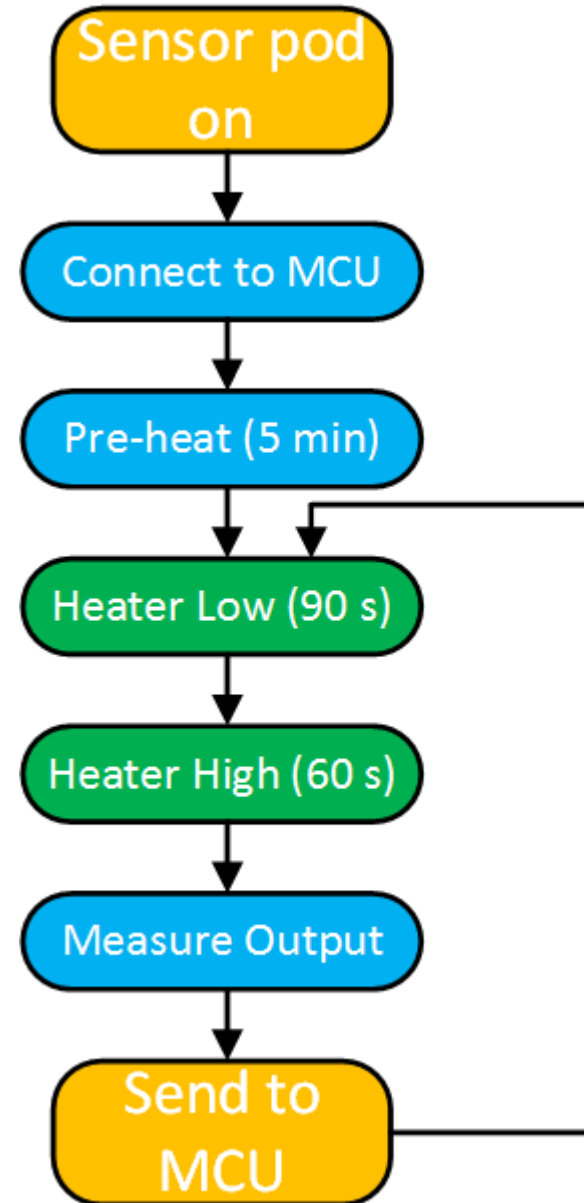 Sensor pod
on
Connect to MCU
Pre-heat (5 min)
Heater Low (90 s)
Heater High (60 s)
Measure Output
Send to
MCU